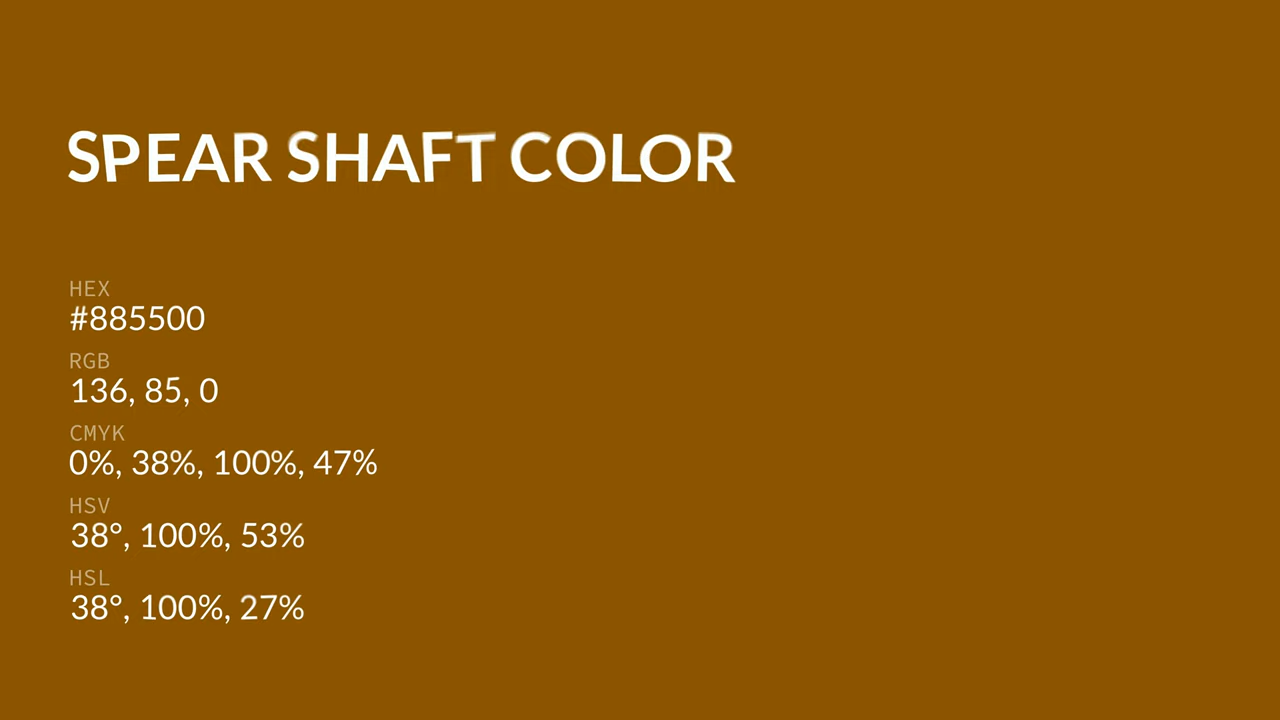 SPEAR SHAFT COLOR
HEX
#885500
RGB
136, 85, 0
CMYK
0%, 38%, 100%, 47%
HSV
38°, 100%, 53%
HSL
38°, 100%, 27%